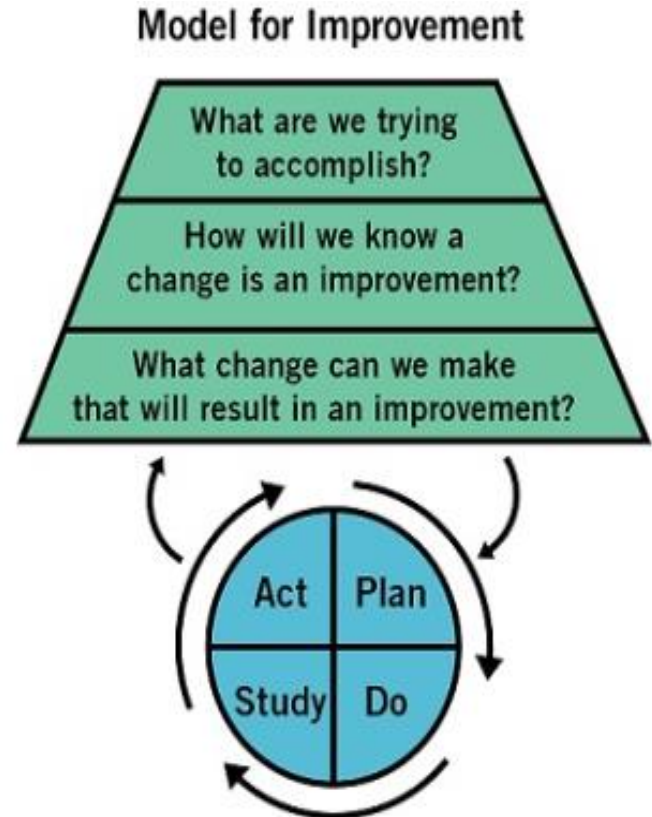 Model for Improvement
What are we trying
to accomplish?
How will we know a
change is an improvement?
What change can we make
that will result in an improvement?
Act
Plan
Study
Do